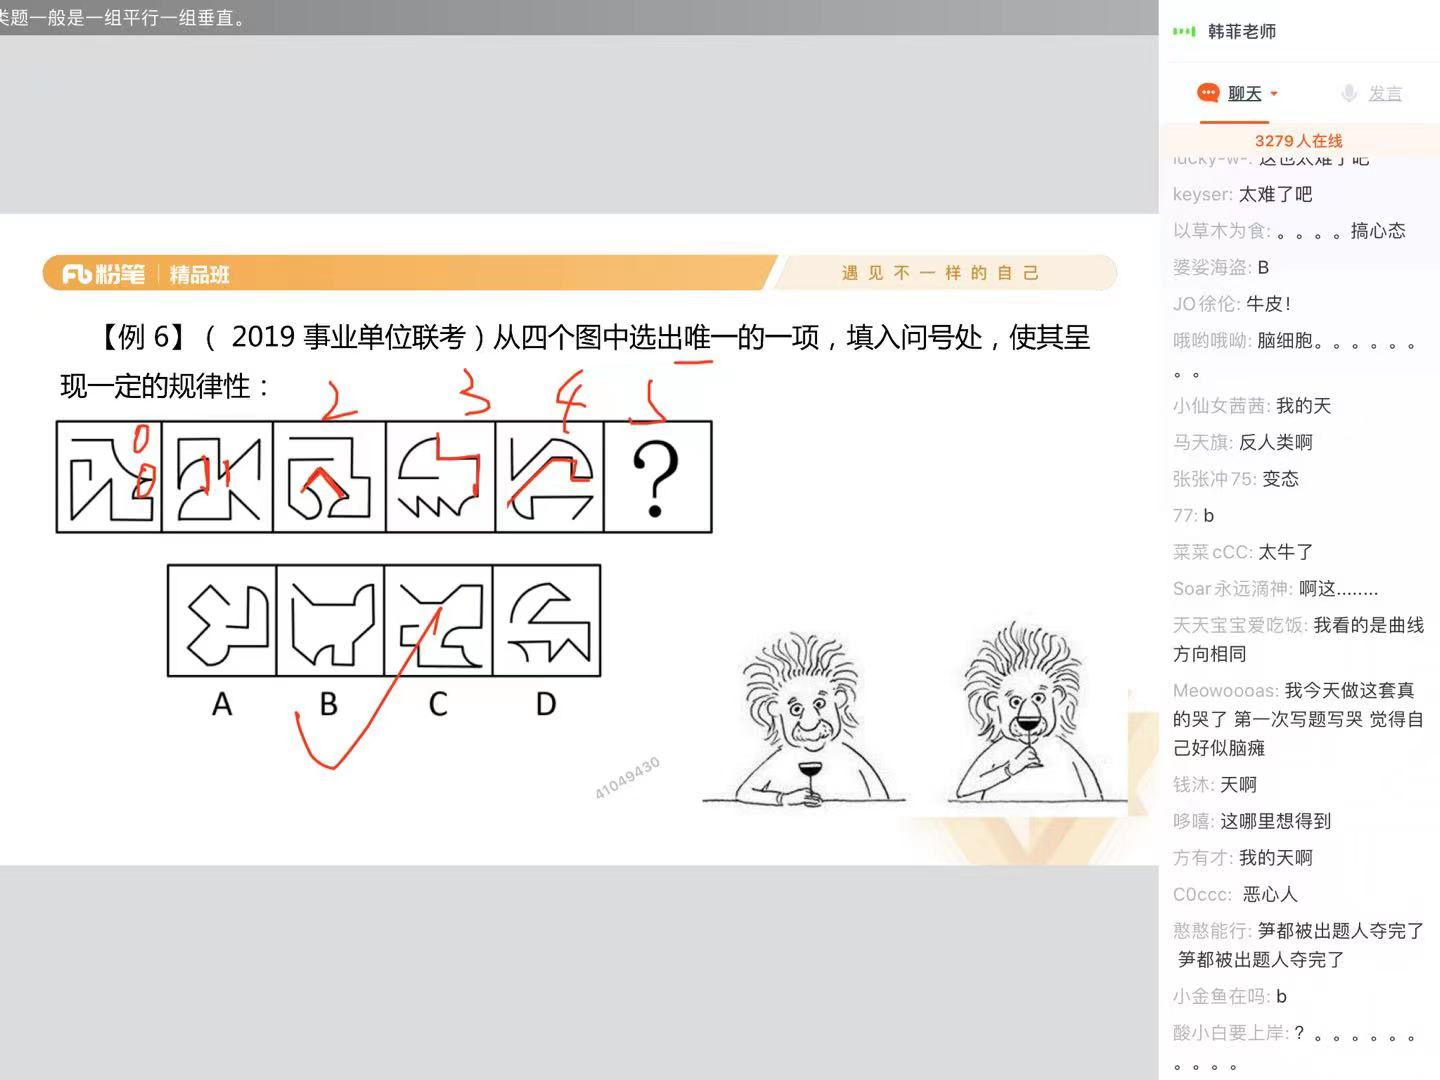 类题一般是一组平行一组垂直。
粉笔 精品班
遇见不一样的自己
【例 6】（ 2019 事业单位联考）从四个图中选出唯一的一项，填入问号处，使其呈
现一定的规律性：
2 3 4 5
0
0
11
?
A B C D
41049430
韩菲老师
聊天 发言
3279人在线
lucky-w-: 这也太难了吧
keyser: 太难了吧
以草木为食: 。。。。搞心态
婆娑海盗: B
JO徐伦: 牛皮！
哦哟哦呦: 脑细胞。。。。。。
。。
小仙女茜茜: 我的天
马天旗: 反人类啊
张张冲75: 变态
77: b
菜菜cCC: 太牛了
Soar永远滴神: 啊这........
天天宝宝爱吃饭: 我看的是曲线
方向相同
Meowoooas: 我今天做这套真
的哭了 第一次写题写哭 觉得自
己好似脑瘫
钱沐: 天啊
哆嘻: 这哪里想得到
方有才: 我的天啊
C0ccc: 恶心人
憨憨能行: 笋都被出题人夺完了
笋都被出题人夺完了
小金鱼在吗: b
酸小白要上岸: ？。。。。。。
。。。。